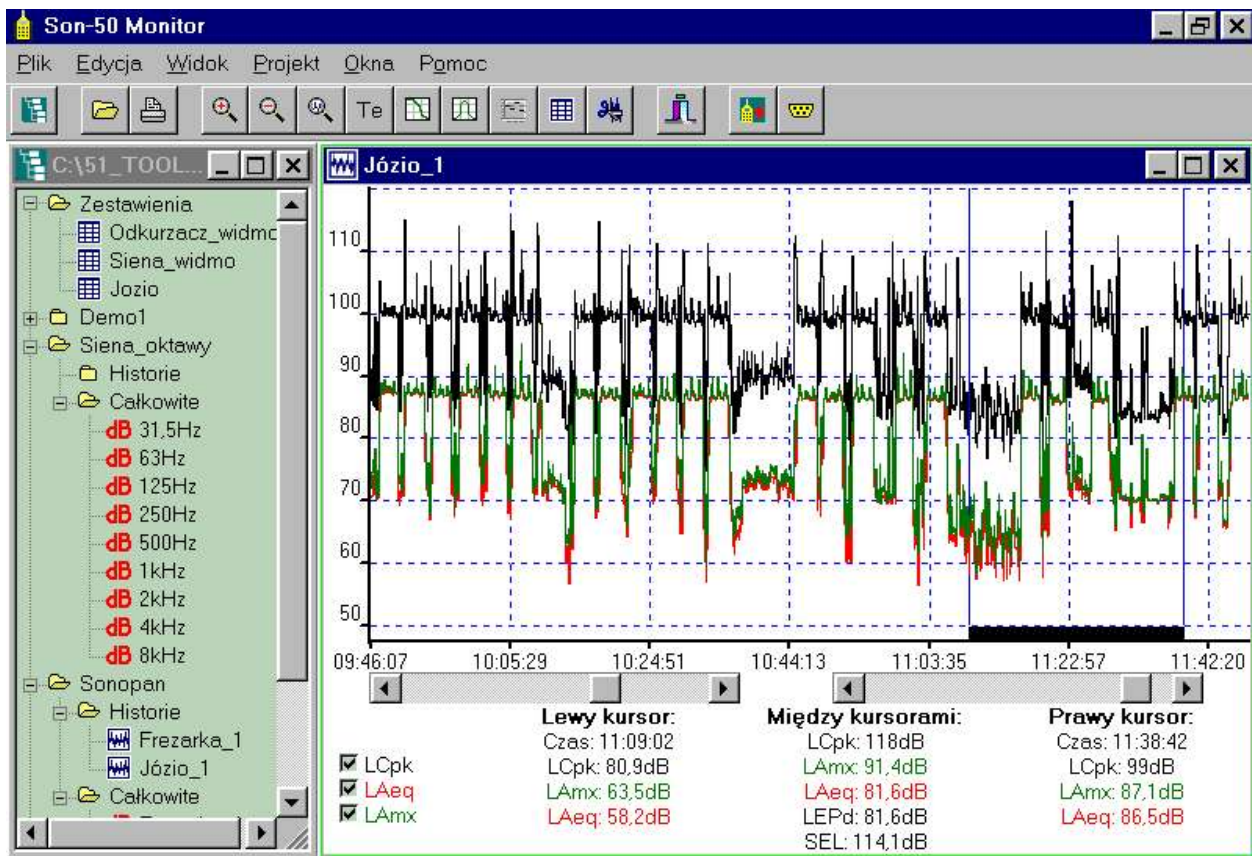 Son-50 Monitor
Plik Edycja Widok Projekt Okna Pomoc
Te
C:\51_TOOL...
Zestawienia
Odkurzacz_widmo
Siena_widmo
Jozio
Demo1
Siena_oktawy
Historie
Całkowite
dB 31,5Hz
dB 63Hz
dB 125Hz
dB 250Hz
dB 500Hz
dB 1kHz
dB 2kHz
dB 4kHz
dB 8kHz
Sonopan
Historie
Frezarka_1
Józio_1
Całkowite
Józio_1
110
100
90
80
70
60
50
09:46:07 10:05:29 10:24:51 10:44:13 11:03:35 11:22:57 11:42:20
LCpk
LAeq
LAmx
Lewy kursor:
Czas: 11:09:02
LCpk: 80,9dB
LAmx: 63,5dB
LAeq: 58,2dB
Między kursorami:
LCpk: 118dB
LAmx: 91,4dB
LAeq: 81,6dB
LEPd: 81,6dB
SEL: 114,1dB
Prawy kursor:
Czas: 11:38:42
LCpk: 99dB
LAmx: 87,1dB
LAeq: 86,5dB